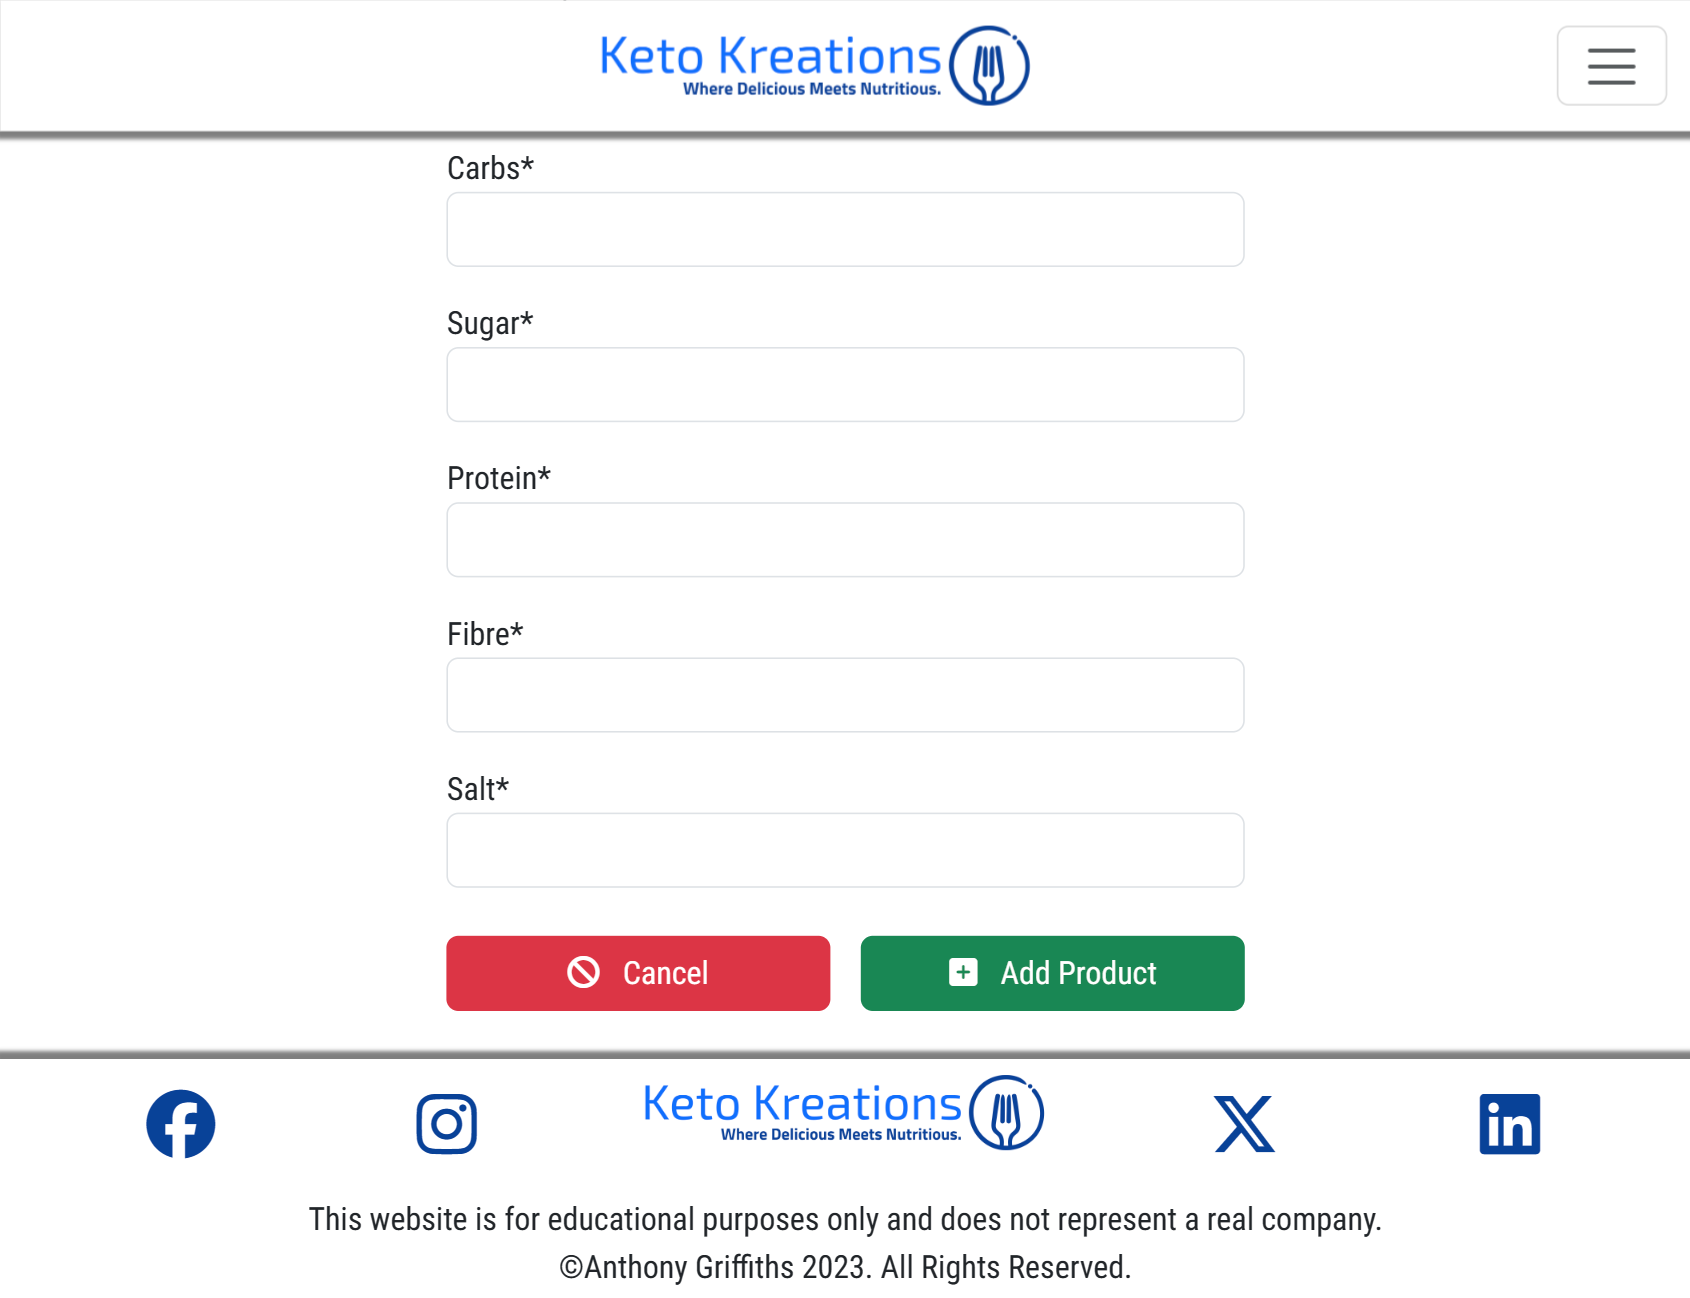 Keto Kreations
Where Delicious Meets Nutritious.
Carbs*
Sugar*
Protein*
Fibre*
Salt*
Cancel
Add Product
Keto Kreations
Where Delicious Meets Nutritious.
This website is for educational purposes only and does not represent a real company.
©Anthony Griffiths 2023. All Rights Reserved.